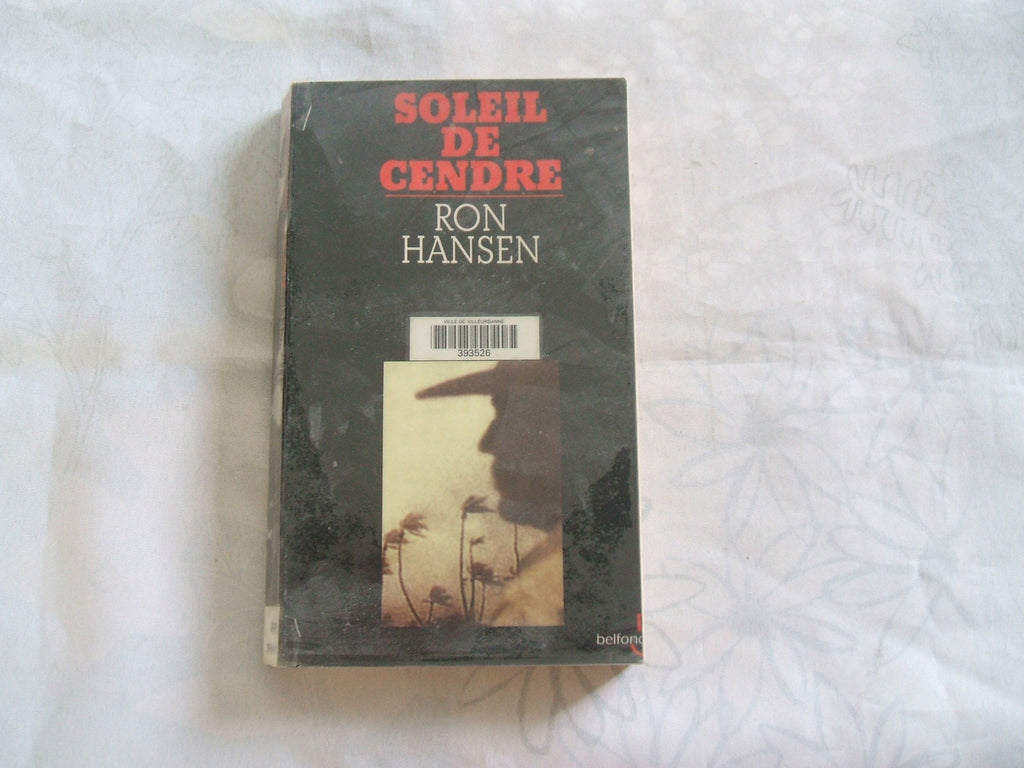 SOLEIL
DE
CENDRE
RON
HANSEN
VILLE DE VILLEURBANNE
393526
belfond